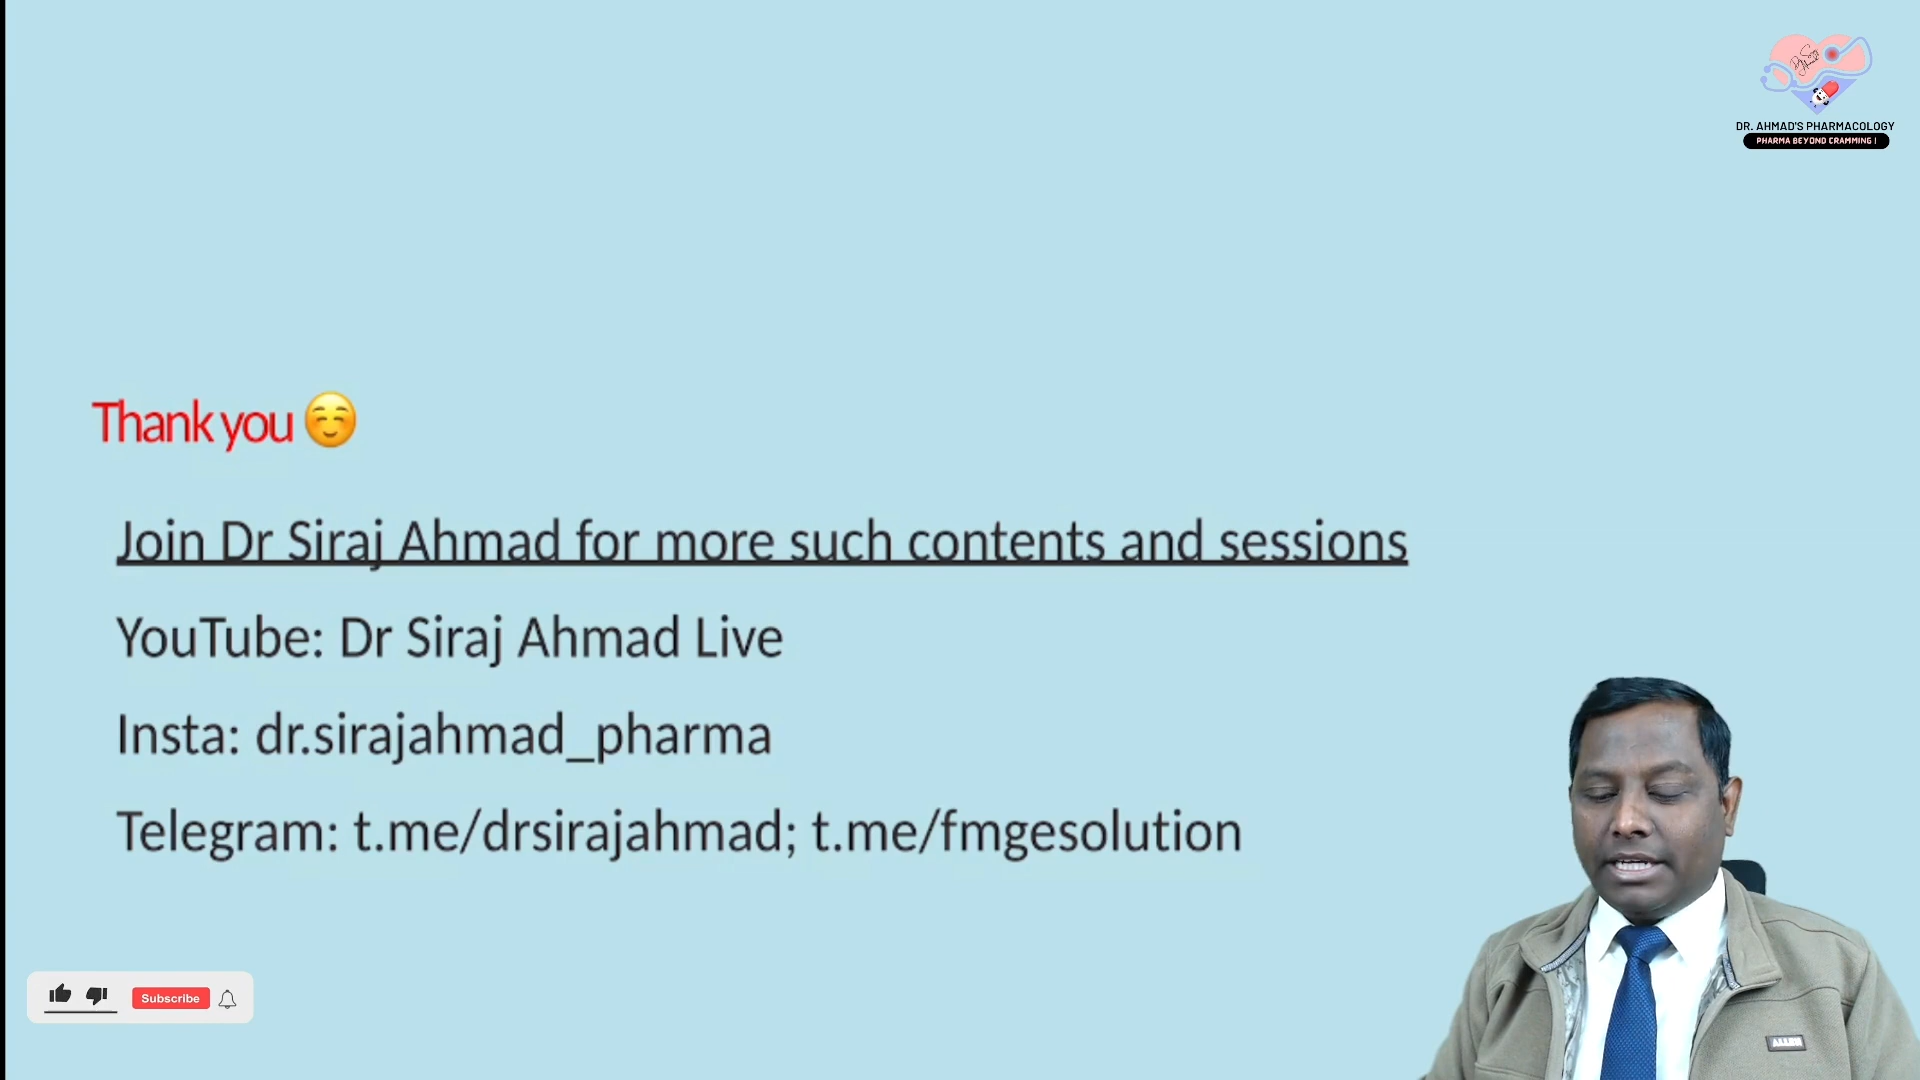 DR. AHMAD'S PHARMACOLOGY
PHARMA BEYOND CRAMMING !
Thank you ☺️
Join Dr Siraj Ahmad for more such contents and sessions
YouTube: Dr Siraj Ahmad Live
Insta: dr.sirajahmad_pharma
Telegram: t.me/drsirajahmad; t.me/fmgesolution
Subscribe